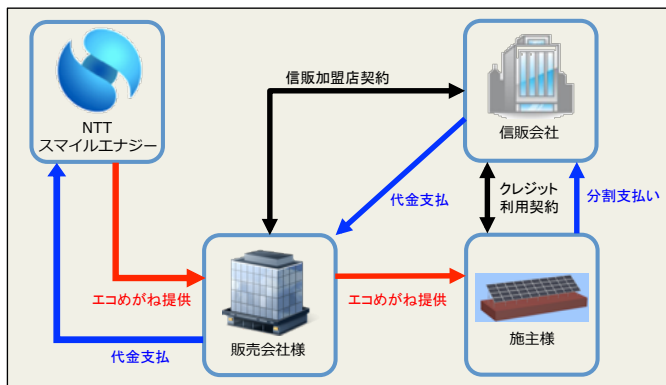 NTT
スマイルエナジー
信販加盟店契約
信販会社
代金支払
クレジット
利用契約
分割支払い
エコめがね提供
販売会社様
エコめがね提供
施主様
代金支払